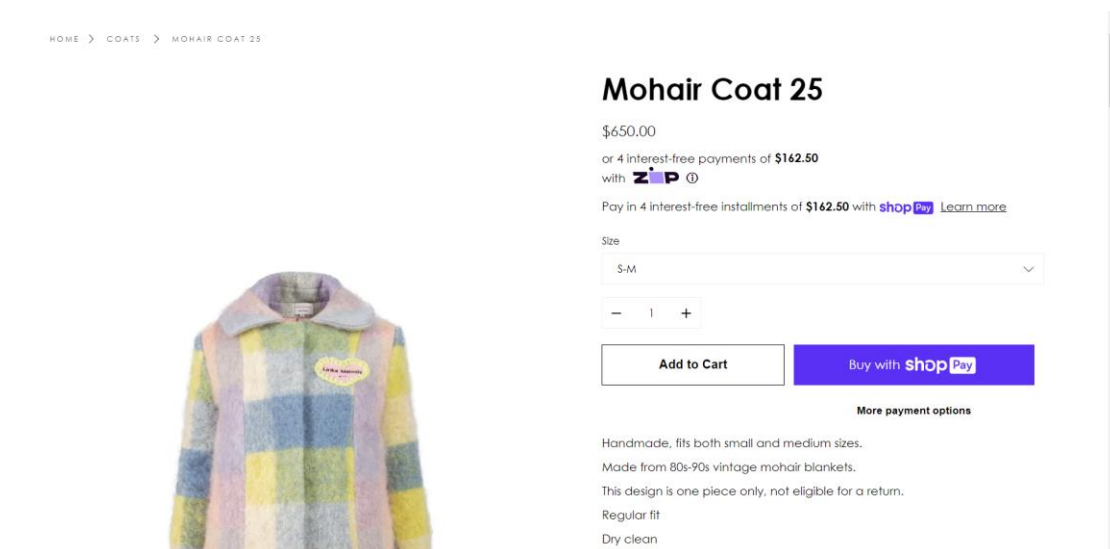 HOME > COATS > MOHAIR COAT 25
Mohair Coat 25
$650.00
or 4 interest-free payments of $162.50
with ZIP
Pay in 4 interest-free installments of $162.50 with shop Pay Learn more
Size
S-M
− 1 +
Add to Cart
Buy with shop Pay
More payment options
Handmade, fits both small and medium sizes.
Made from 80s-90s vintage mohair blankets.
This design is one piece only, not eligible for a return.
Regular fit
Dry clean